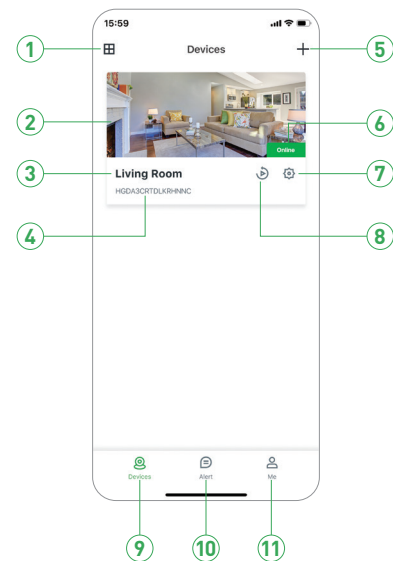 15:59
1
Devices
5
2
6
Online
3
Living Room
7
HGDA3CRTDLKRHNNC
4
8
Devices
Alert
Me
9
10
11